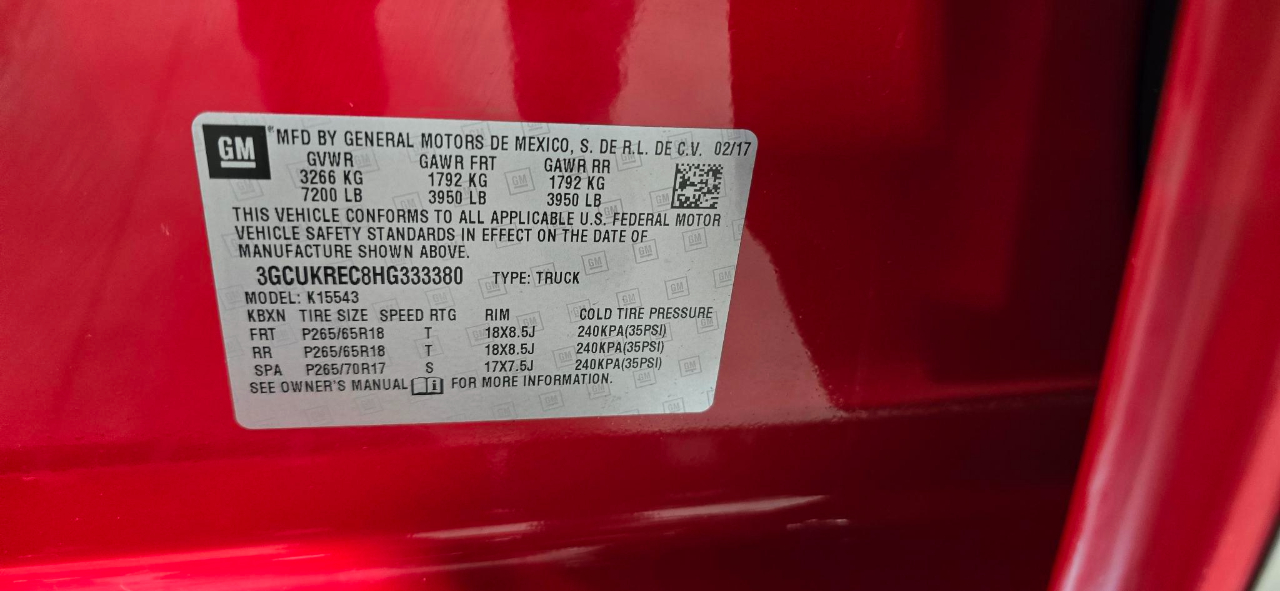 GM MFD BY GENERAL MOTORS DE MEXICO, S. DE R.L. DE C.V. 02/17
GVWR GAWR FRT GAWR RR
3266 KG 1792 KG 1792 KG
7200 LB 3950 LB 3950 LB
THIS VEHICLE CONFORMS TO ALL APPLICABLE U.S. FEDERAL MOTOR
VEHICLE SAFETY STANDARDS IN EFFECT ON THE DATE OF
MANUFACTURE SHOWN ABOVE.
3GCUKREC8HG333380 TYPE: TRUCK
MODEL: K15543
KBXN TIRE SIZE SPEED RTG RIM COLD TIRE PRESSURE
FRT P265/65R18 T 18X8.5J 240KPA(35PSI)
RR P265/65R18 T 18X8.5J 240KPA(35PSI)
SPA P265/70R17 S 17X7.5J 240KPA(35PSI)
SEE OWNER'S MANUAL FOR MORE INFORMATION.